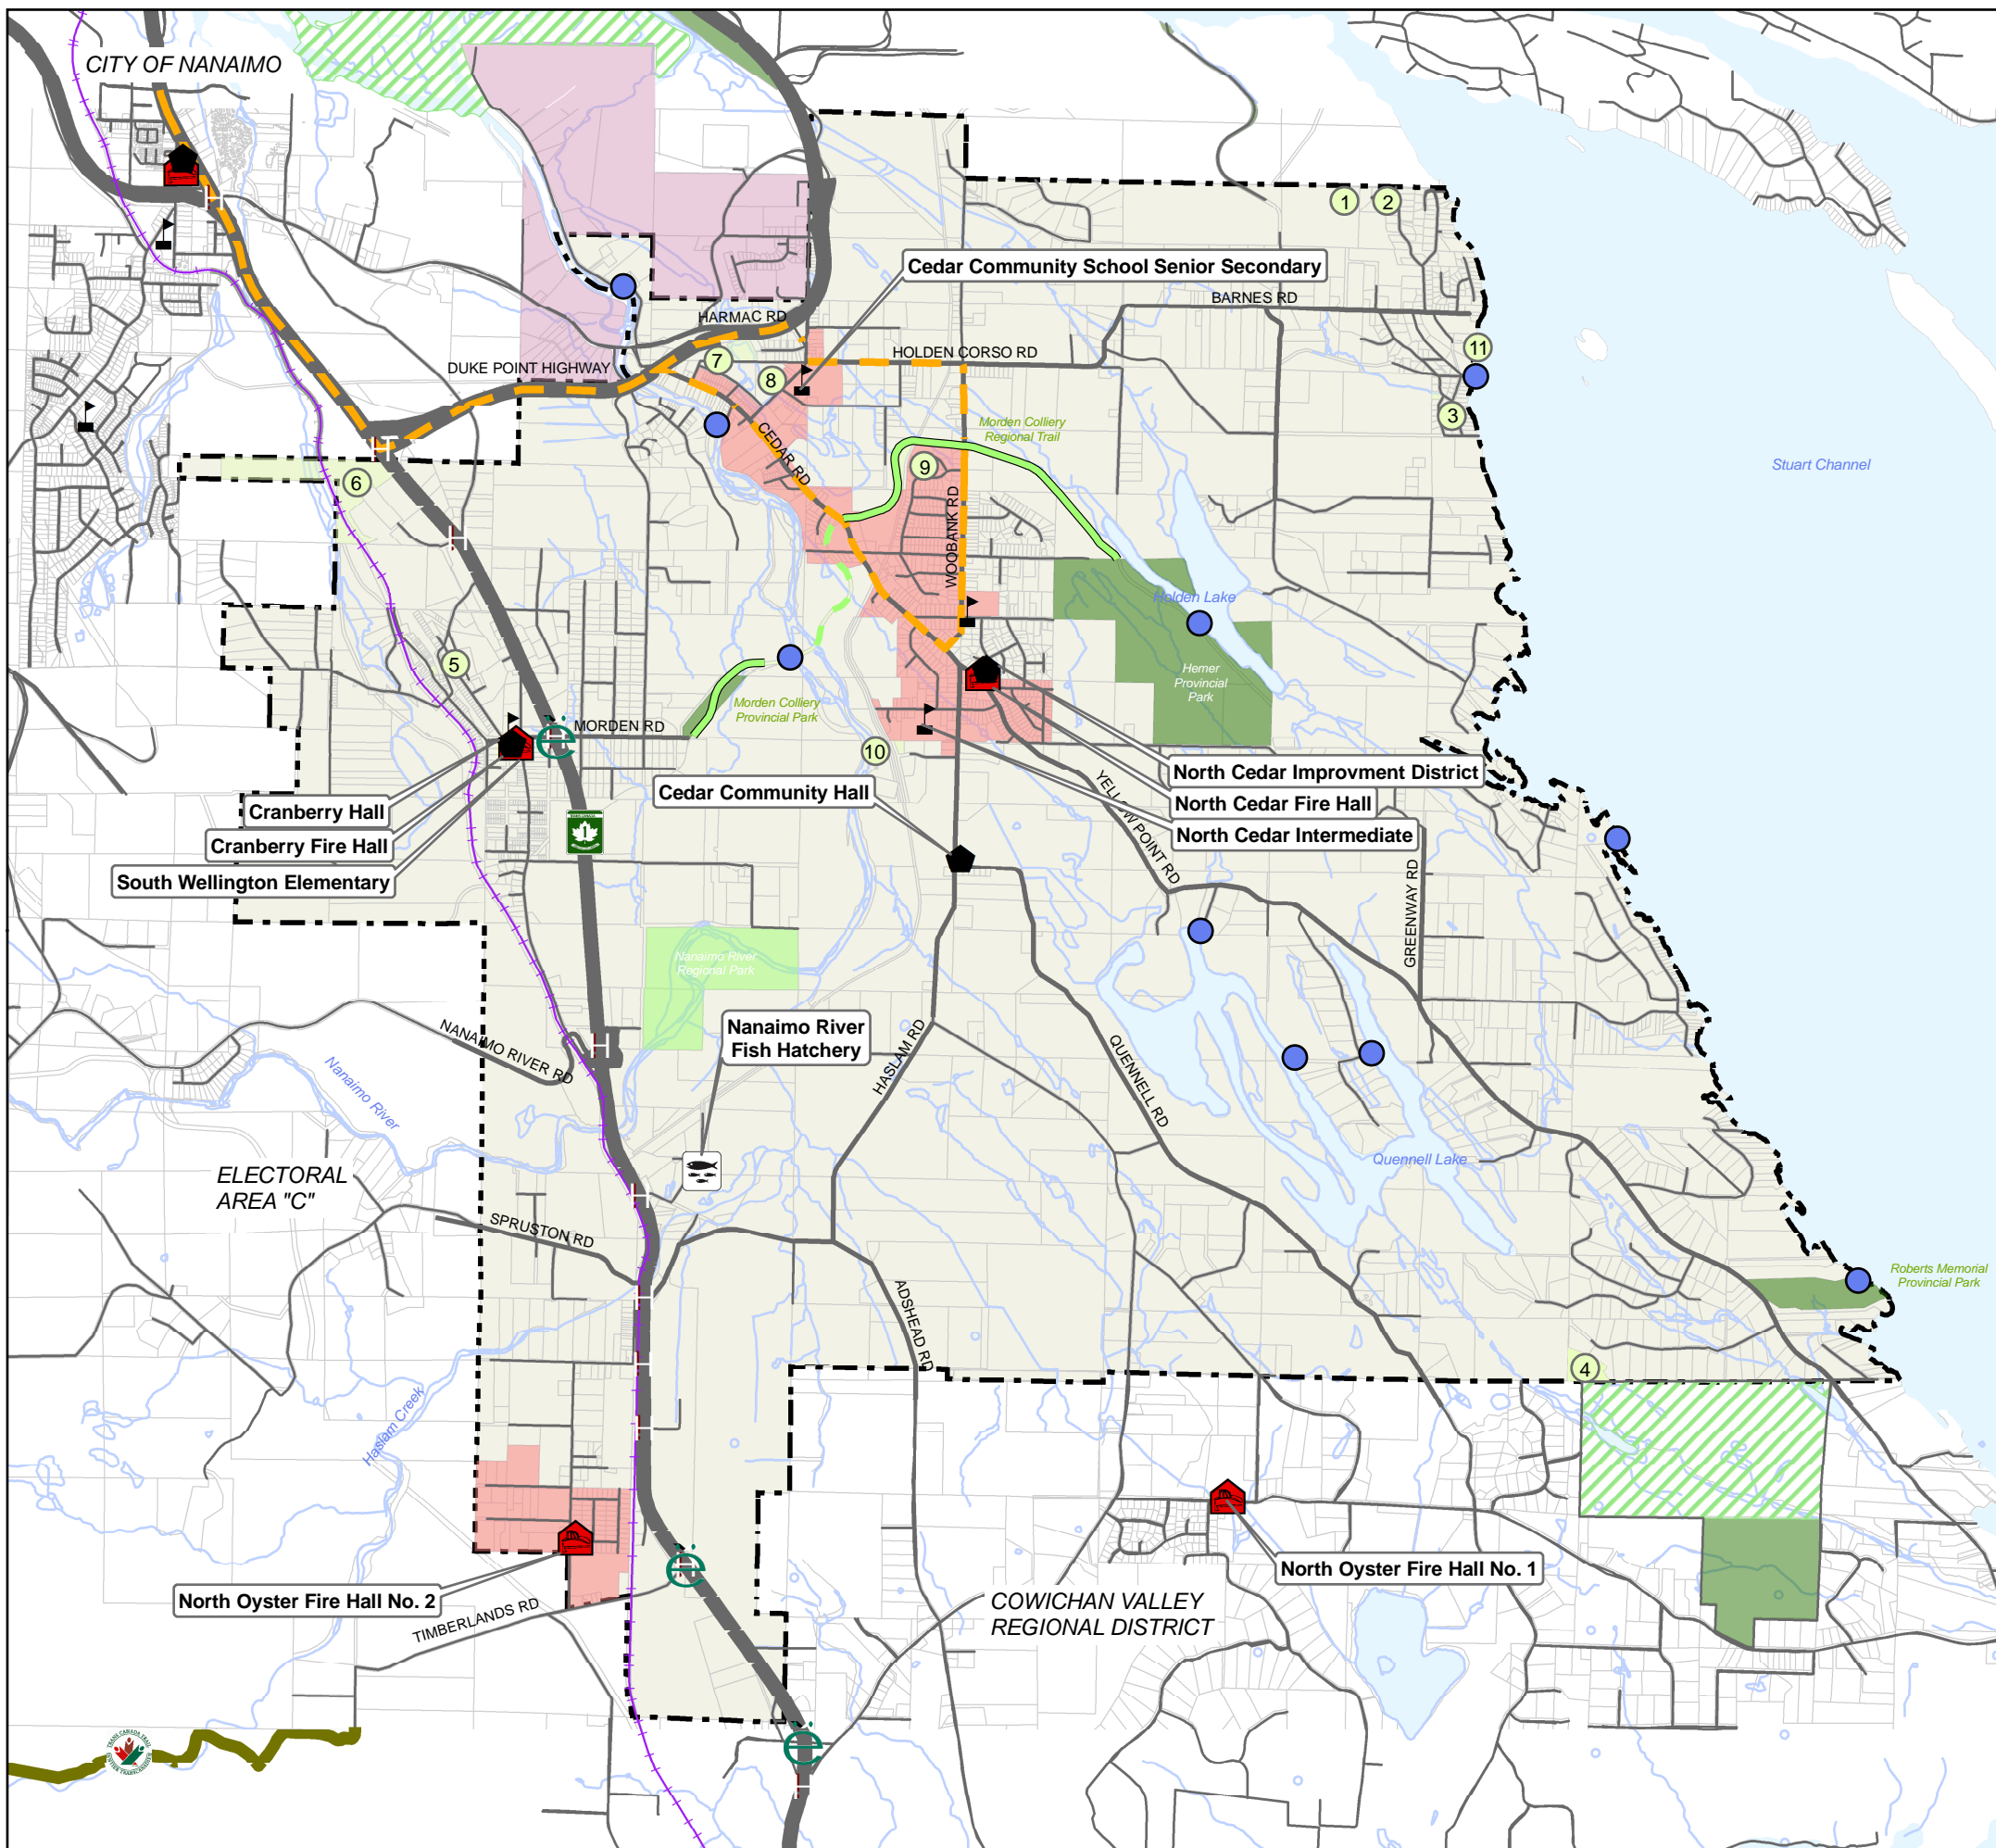 CITY OF NANAIMO
1
2
Cedar Community School Senior Secondary
BARNES RD
HARMAC RD
11
HOLDEN CORSO RD
7
DUKE POINT HIGHWAY
8
3
Morden Colliery
Regional Trail
CEDAR RD
9
Stuart Channel
6
WOOBANK RD
Holden Lake
5
Hemer
Provincial
Park
Morden Colliery
Provincial Park
MORDEN RD
10
North Cedar Improvment District
Cedar Community Hall
YELLOW POINT RD
Cranberry Hall
North Cedar Fire Hall
1
North Cedar Intermediate
Cranberry Fire Hall
South Wellington Elementary
GREENWAY RD
Nanaimo River
Regional Park
Nanaimo River
Fish Hatchery
NANAIMO RIVER RD
HASLAM RD
QUENNELL RD
Nanaimo River
Quennell Lake
ELECTORAL
AREA "C"
SPRUSTON RD
Roberts Memorial
Provincial Park
ADSHEAD RD
4
Haslam Creek
North Oyster Fire Hall No. 1
North Oyster Fire Hall No. 2
COWICHAN VALLEY
REGIONAL DISTRICT
TIMBERLANDS RD
TRANS CANADA TRAIL
SENTIER TRANSCANADIEN